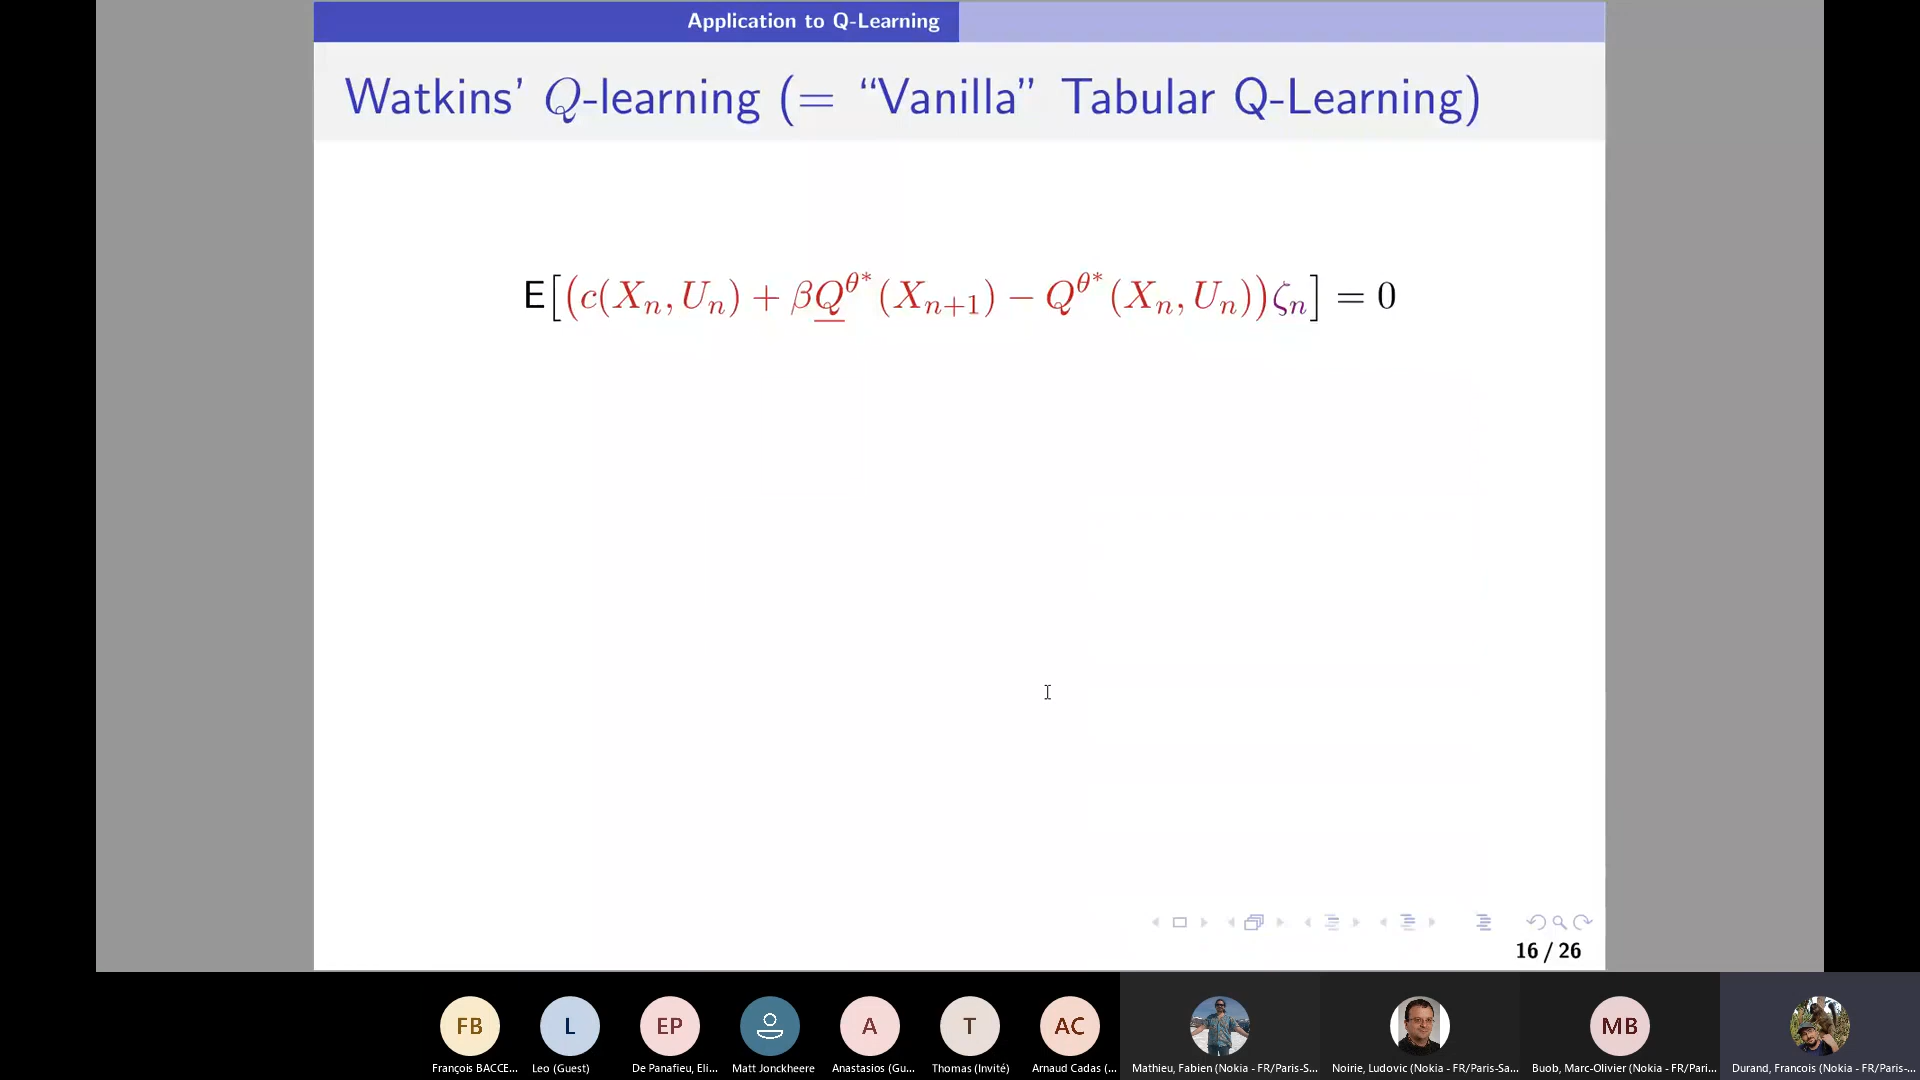 Application to Q-Learning
Watkins’ Q-learning (= “Vanilla” Tabular Q-Learning)
E[(c(Xₙ, Uₙ) + βQ̲^θ*(Xₙ₊₁) − Q^θ*(Xₙ, Uₙ))ζₙ] = 0
16 / 26
FB L EP A T AC MB
François BACCE... Leo (Guest) De Panafieu, Eli... Matt Jonckheere Anastasios (Gu... Thomas (Invité) Arnaud Cadas (... Mathieu, Fabien (Nokia - FR/Paris-S... Noirie, Ludovic (Nokia - FR/Paris-Sa... Buob, Marc-Olivier (Nokia - FR/Pari... Durand, Francois (Nokia - FR/Paris-...